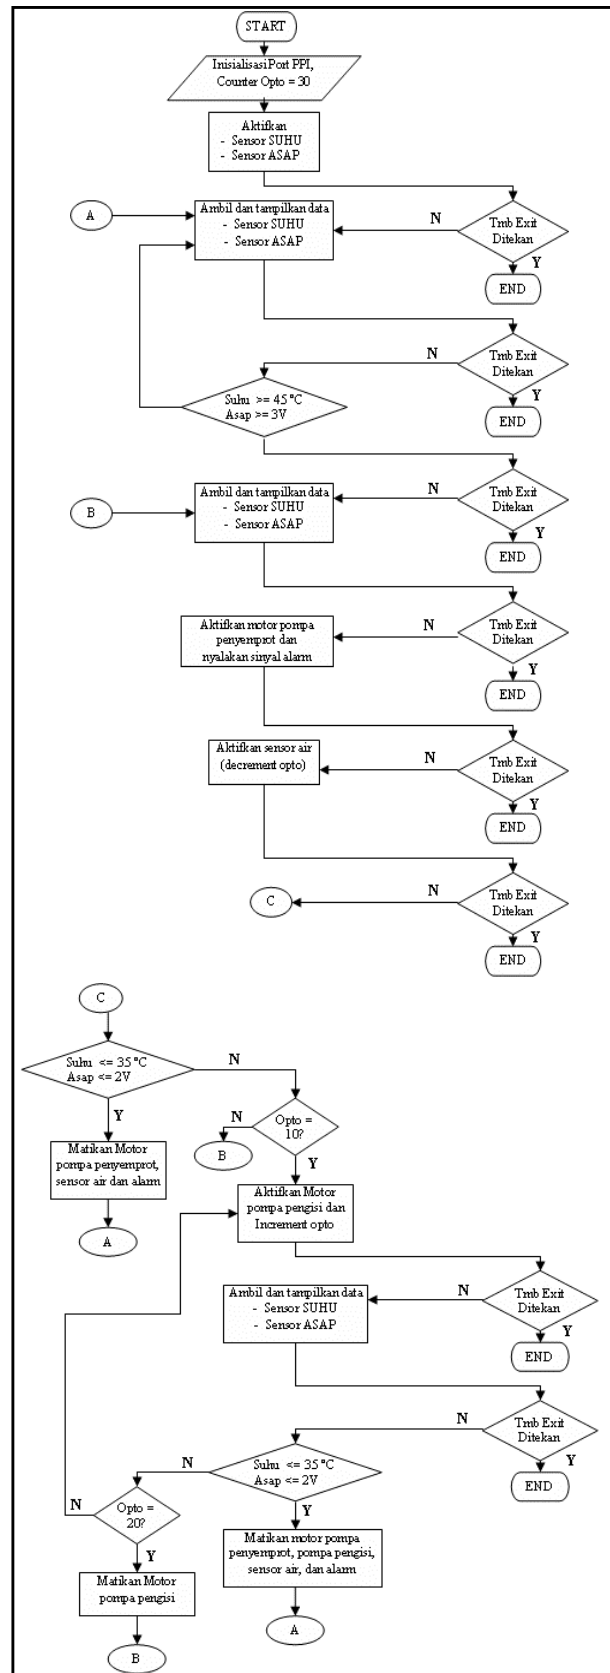 START
Inisialisasi Port PPI,
Counter Opto = 30
Aktifkan
- Sensor SUHU
- Sensor ASAP
A
Ambil dan tampilkan data
- Sensor SUHU
- Sensor ASAP
N
Tmb Exit
Ditekan
Y
END
N
Tmb Exit
Ditekan
Y
END
Suhu >= 45 °C
Asap >= 3V
B
Ambil dan tampilkan data
- Sensor SUHU
- Sensor ASAP
N
Tmb Exit
Ditekan
Y
END
Aktifkan motor pompa
penyemprot dan
nyalakan sinyal alarm
N
Tmb Exit
Ditekan
Y
END
Aktifkan sensor air
(decrement opto)
N
Tmb Exit
Ditekan
Y
END
C
N
Tmb Exit
Ditekan
Y
END
C
Suhu <= 35 °C
Asap <= 2V
N
Y
Opto =
10?
N
B
Y
Matikan Motor
pompa penyemprot,
sensor air dan alarm
A
Aktifkan Motor
pompa pengisi dan
Increment opto
Ambil dan tampilkan data
- Sensor SUHU
- Sensor ASAP
N
Tmb Exit
Ditekan
Y
END
N
Tmb Exit
Ditekan
Y
END
Suhu <= 35 °C
Asap <= 2V
N
Y
N
Opto =
20?
Y
Matikan motor pompa
penyemprot, pompa pengisi,
sensor air, dan alarm
A
Matikan Motor
pompa pengisi
B